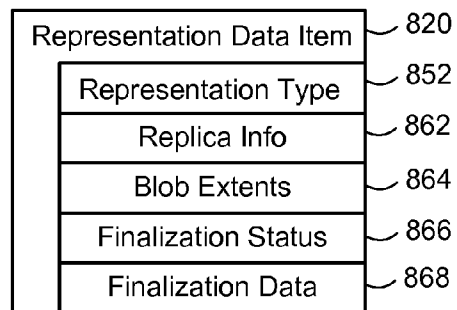 Representation Data Item 820
Representation Type 852
Replica Info 862
Blob Extents 864
Finalization Status 866
Finalization Data 868